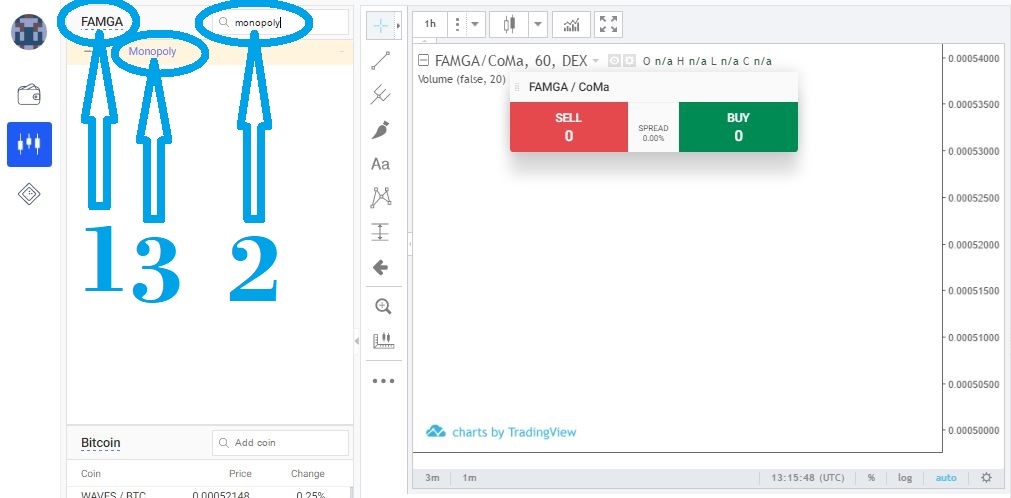 FAMGA
monopoly
Monopoly
1
3
2
Bitcoin
Add coin
Coin Price Change
WAVES / BTC 0.00052148 0.25%
Aa
1h
FAMGA/CoMa, 60, DEX O n/a H n/a L n/a C n/a
Volume (false, 20)
FAMGA / CoMa
SELL
0
SPREAD
0.00%
BUY
0
0.00054000
0.00053500
0.00053000
0.00052500
0.00052000
0.00051500
0.00051000
0.00050500
0.00050000
charts by TradingView
3m 1m 13:15:48 (UTC) % log auto